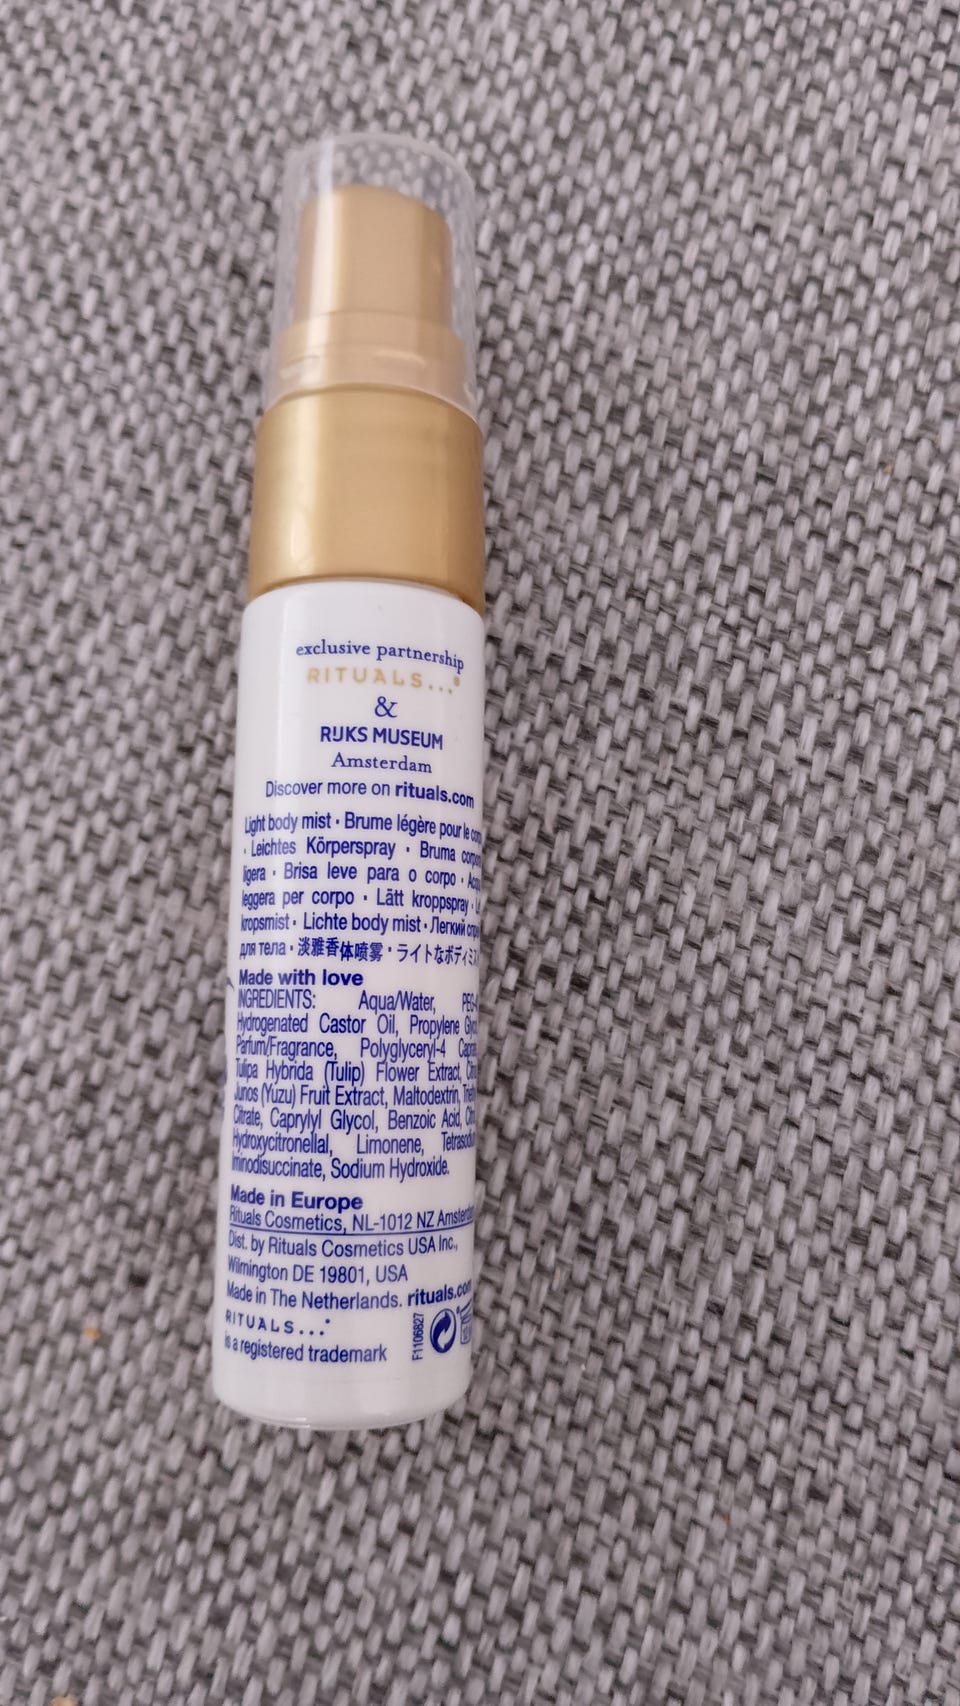 exclusive partnership
RITUALS...®
&
RIJKS MUSEUM
Amsterdam
Discover more on rituals.com
Light body mist • Brume légère pour le
• Leichtes Körperspray • Bruma
ligera • Brisa leve para o corpo •
leggera per corpo • Lätt kroppspray •
kropsmist • Lichte body mist • Легкий
для тела • 淡雅香体喷雾 • ライトなボディミス
Made with love
INGREDIENTS: Aqua/Water,
Hydrogenated Castor Oil, Propylene
Parfum/Fragrance, Polyglyceryl-4
Tulipa Hybrida (Tulip) Flower Extract,
Junos (Yuzu) Fruit Extract, Maltodextrin,
Citrate, Caprylyl Glycol, Benzoic Acid,
Hydroxycitronellal, Limonene,
Iminodisuccinate, Sodium Hydroxide.
Made in Europe
Rituals Cosmetics, NL-1012 NZ
Dist. by Rituals Cosmetics USA Inc.,
Wilmington DE 19801, USA
Made in The Netherlands. rituals.com
RITUALS...®
is a registered trademark
F1106827